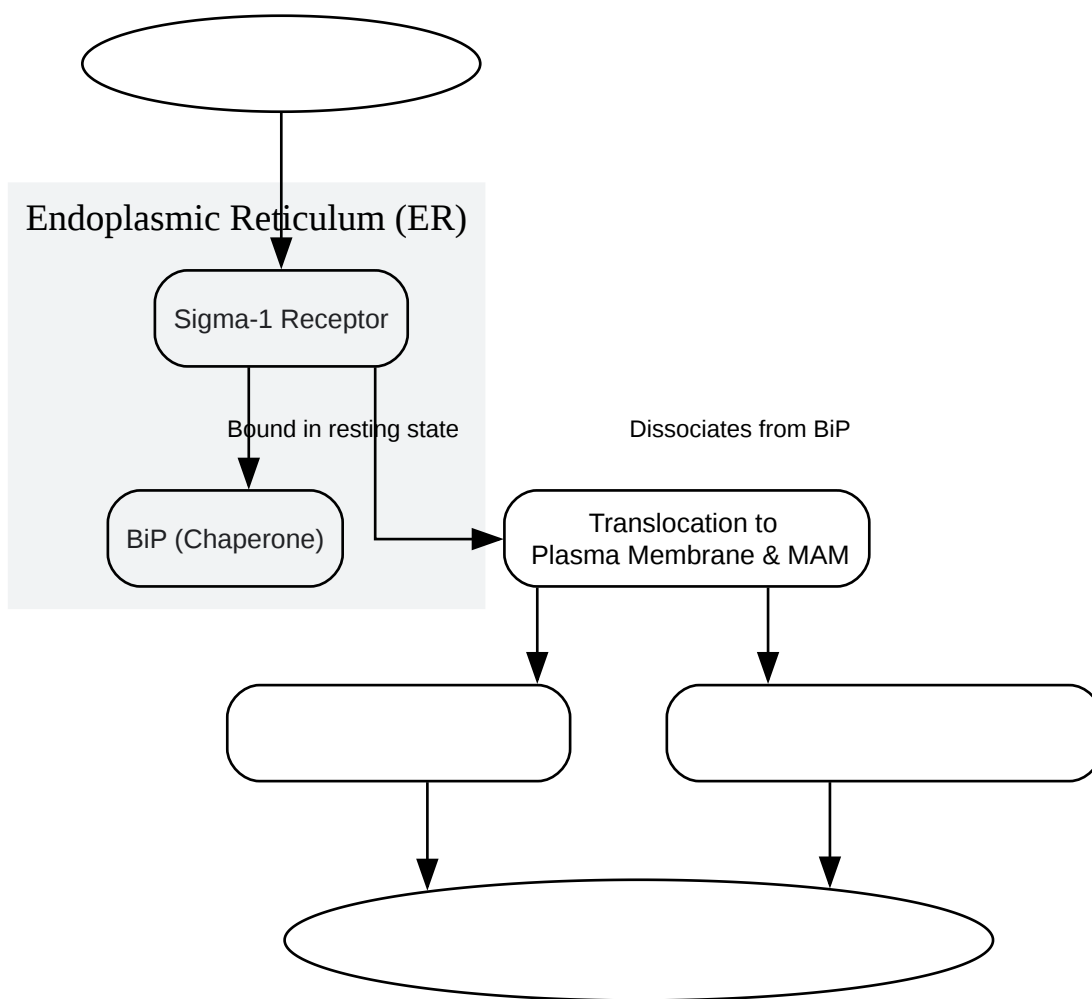 Endoplasmic Reticulum (ER)
Sigma-1 Receptor
Bound in resting state
Dissociates from BiP
BiP (Chaperone)
Translocation to
Plasma Membrane & MAM